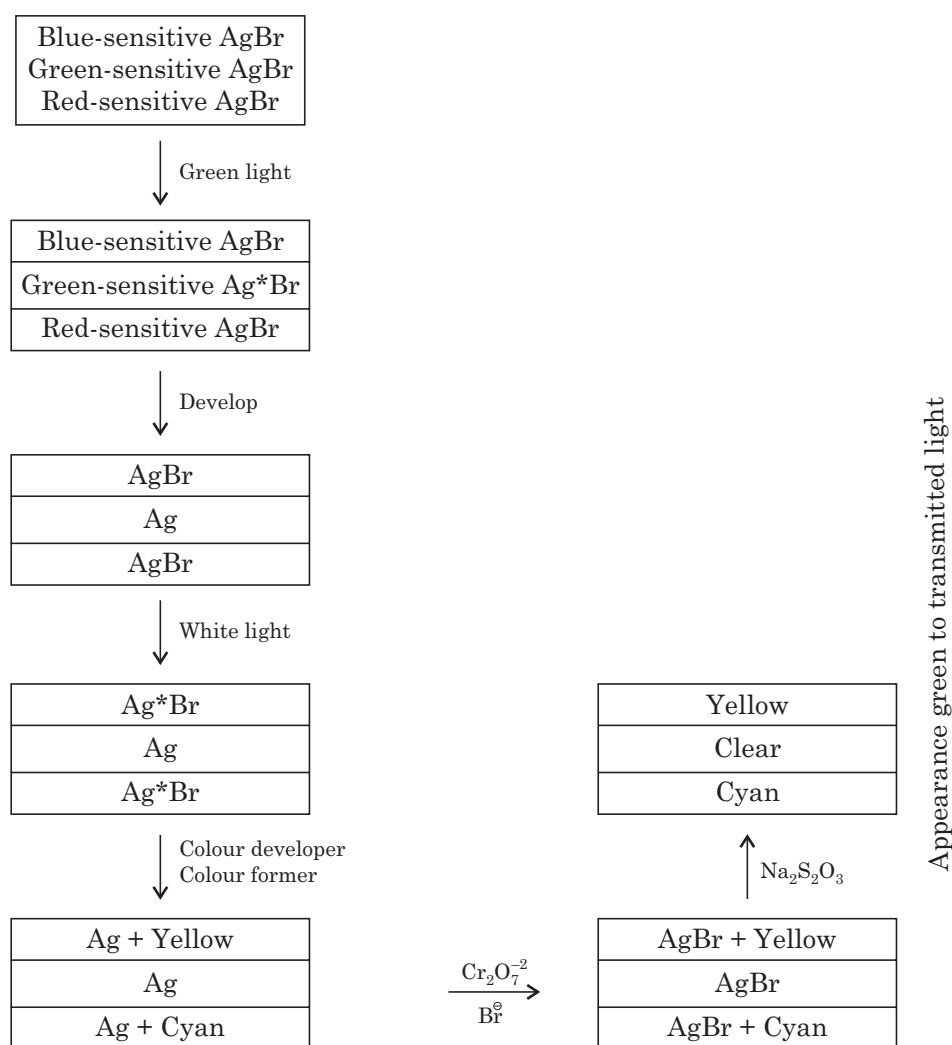 Blue-sensitive AgBr
Green-sensitive AgBr
Red-sensitive AgBr
Green light
Blue-sensitive AgBr
Green-sensitive Ag*Br
Red-sensitive AgBr
Develop
AgBr
Ag
AgBr
White light
Ag*Br
Ag
Ag*Br
Colour developer
Colour former
Ag + Yellow
Ag
Ag + Cyan
Cr₂O₇⁻²
Br⊖
AgBr + Yellow
AgBr
AgBr + Cyan
Na₂S₂O₃
Yellow
Clear
Cyan
Appearance green to transmitted light